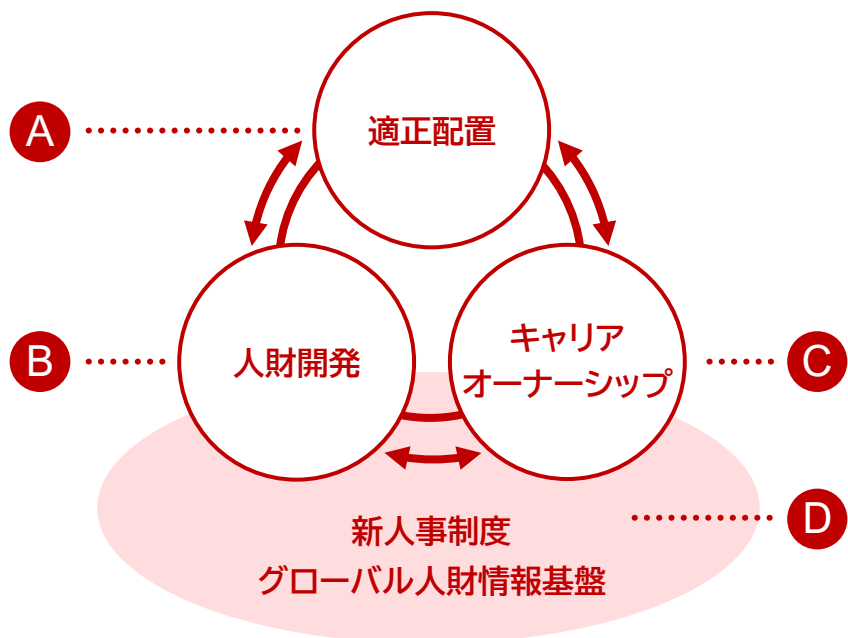 適正配置
A
人財開発
B
キャリア
オーナーシップ
C
新人事制度
グローバル人財情報基盤
D